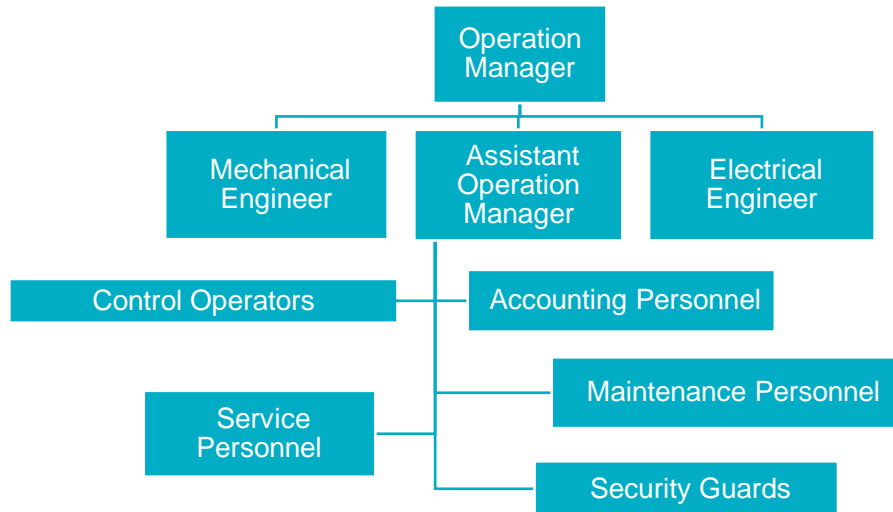 Operation
Manager
Mechanical
Engineer
Assistant
Operation
Manager
Electrical
Engineer
Control Operators
Accounting Personnel
Maintenance Personnel
Service
Personnel
Security Guards